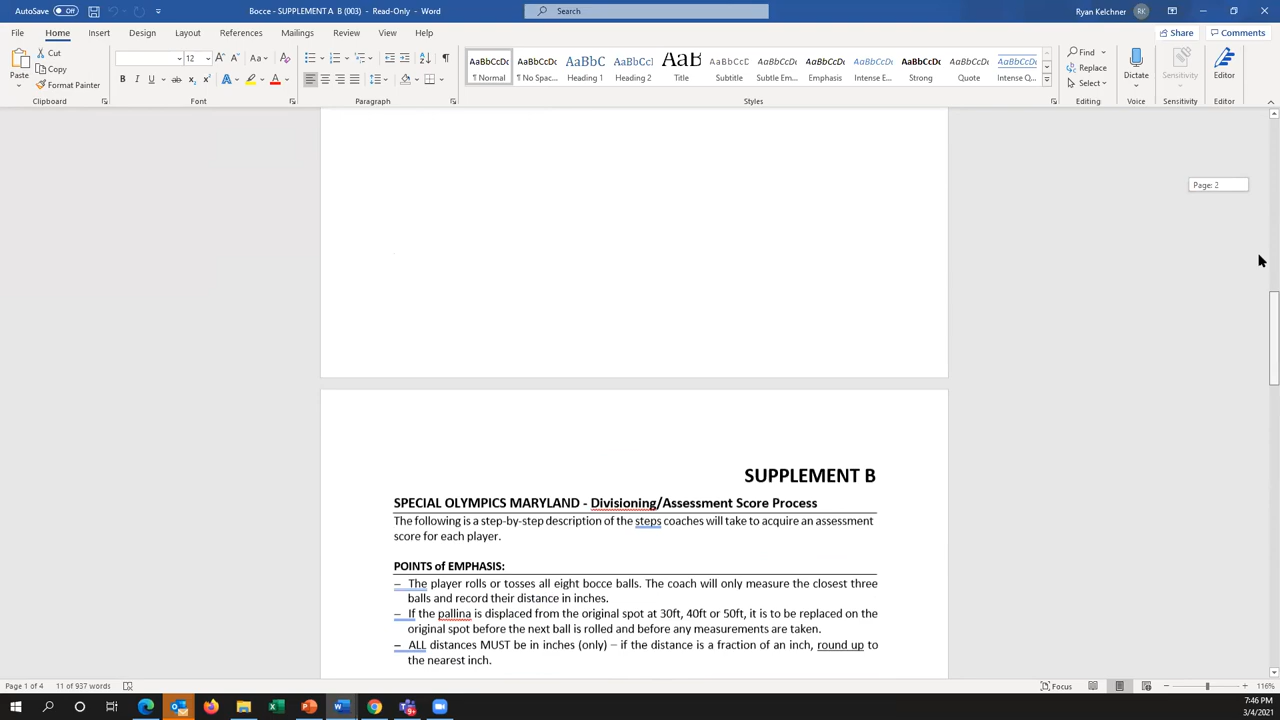 AutoSave Off Bocce - SUPPLEMENT A B (003) - Read-Only Search Ryan Kelchner RK
File Home Insert Design Layout References Mailings Review View Help Share Comments
Paste Cut Copy Format Painter
Clipboard
12 Aa A
B I U ab x₂ x² A A
Font
Paragraph
AaBbCcDc AaBbCcDc AaBbC AaBbCcI AaB AaBbCcD AaBbCcDc AaBbCcDc AaBbCcDc AaBbCcDc AaBbCcDc AaBbCcDc
¶ Normal ¶ No Spac... Heading 1 Heading 2 Title Subtitle Subtle Em... Emphasis Intense E... Strong Quote Intense Q...
Styles
Find
Replace
Select
Editing
Dictate
Voice
Sensitivity
Sensitivity
Editor
Editor
Page: 2
SUPPLEMENT B
SPECIAL OLYMPICS MARYLAND - Divisioning/Assessment Score Process
The following is a step-by-step description of the steps coaches will take to acquire an assessment
score for each player.
POINTS of EMPHASIS:
– The player rolls or tosses all eight bocce balls. The coach will only measure the closest three
balls and record their distance in inches.
– If the pallina is displaced from the original spot at 30ft, 40ft or 50ft, it is to be replaced on the
original spot before the next ball is rolled and before any measurements are taken.
– ALL distances MUST be in inches (only) – if the distance is a fraction of an inch, round up to
the nearest inch.
Page 1 of 4 11 of 937 words Focus 116%
7:46 PM
3/4/2021